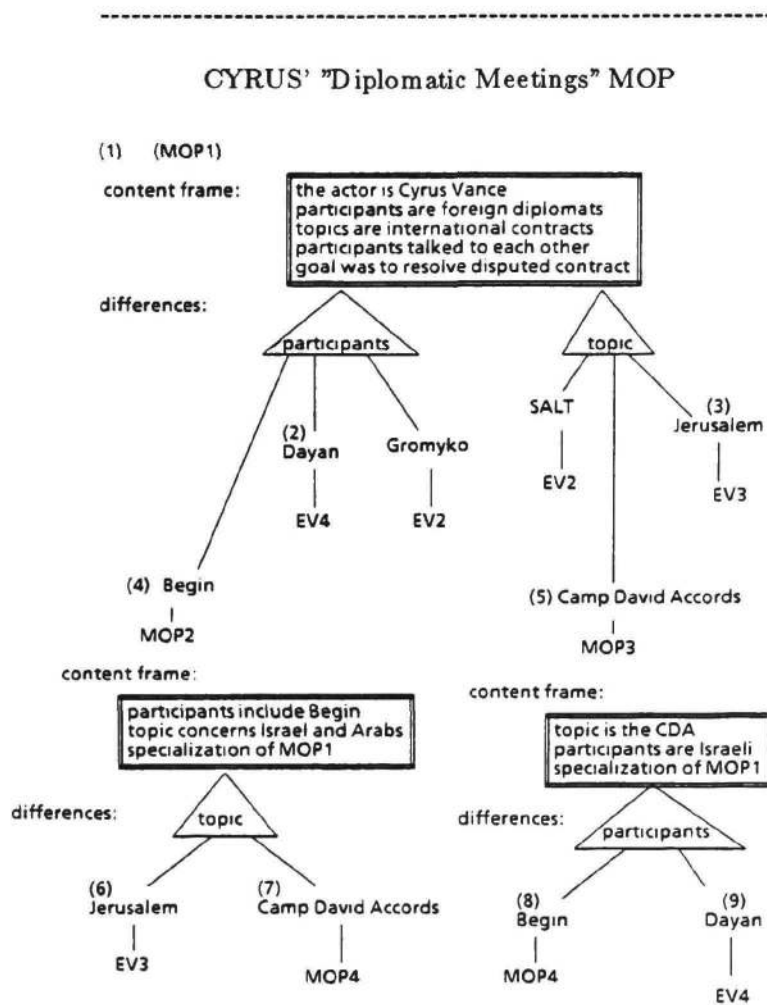 CYRUS' "Diplomatic Meetings" MOP
(1) (MOP1)
content frame:
the actor is Cyrus Vance
participants are foreign diplomats
topics are international contracts
participants talked to each other
goal was to resolve disputed contract
differences:
participants
topic
(2)
Dayan
Gromyko
SALT
(3)
Jerusalem
EV4
EV2
EV2
EV3
(4) Begin
MOP2
(5) Camp David Accords
MOP3
content frame:
participants include Begin
topic concerns Israel and Arabs
specialization of MOP1
differences:
topic
(6)
Jerusalem
(7)
Camp David Accords
EV3
MOP4
content frame:
topic is the CDA
participants are Israeli
specialization of MOP1
differences:
participants
(8)
Begin
(9)
Dayan
MOP4
EV4